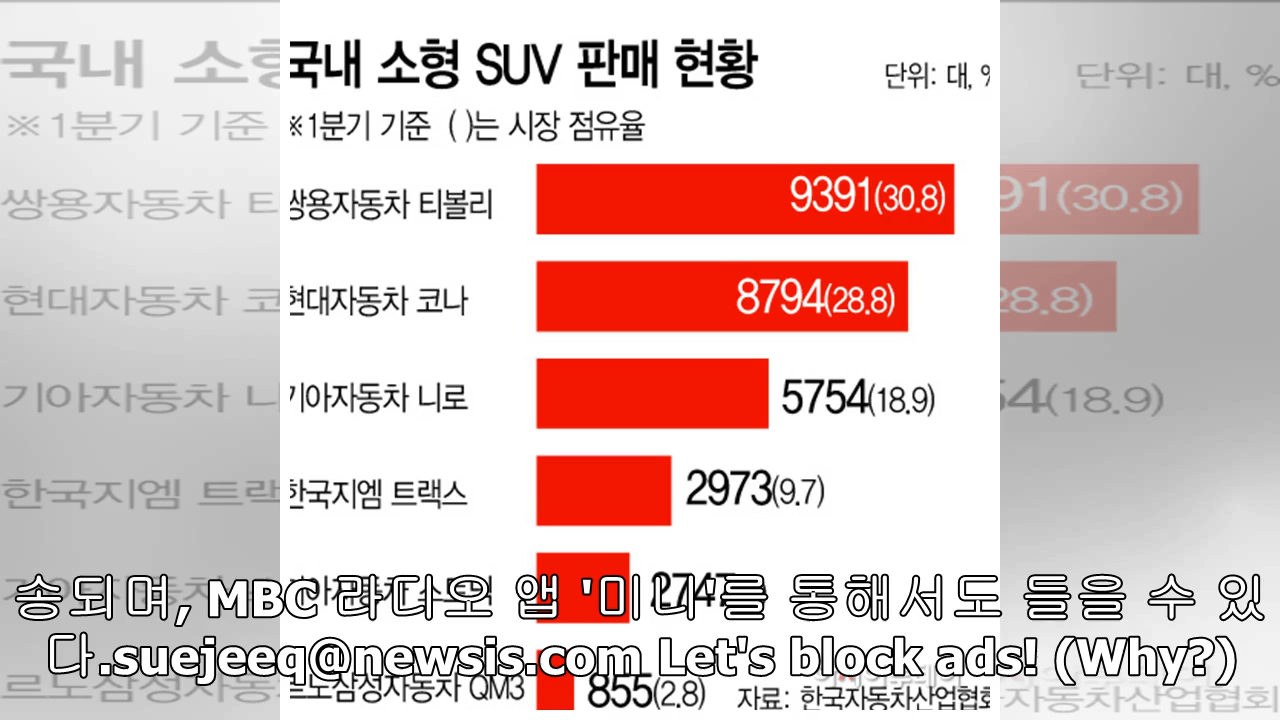 국내 소형 SUV 판매 현황
단위: 대, %
※1분기 기준 ( )는 시장 점유율
쌍용자동차 티볼리 9391(30.8)
현대자동차 코나 8794(28.8)
기아자동차 니로 5754(18.9)
한국지엠 트랙스 2973(9.7)
2747
송되며, MBC 라디오 앱 '미니'를 통해서도 들을 수 있
다.suejeeq@newsis.com Let's block ads! (Why?)
르노삼성자동차 QM3 855(2.8)
자료: 한국자동차산업협회